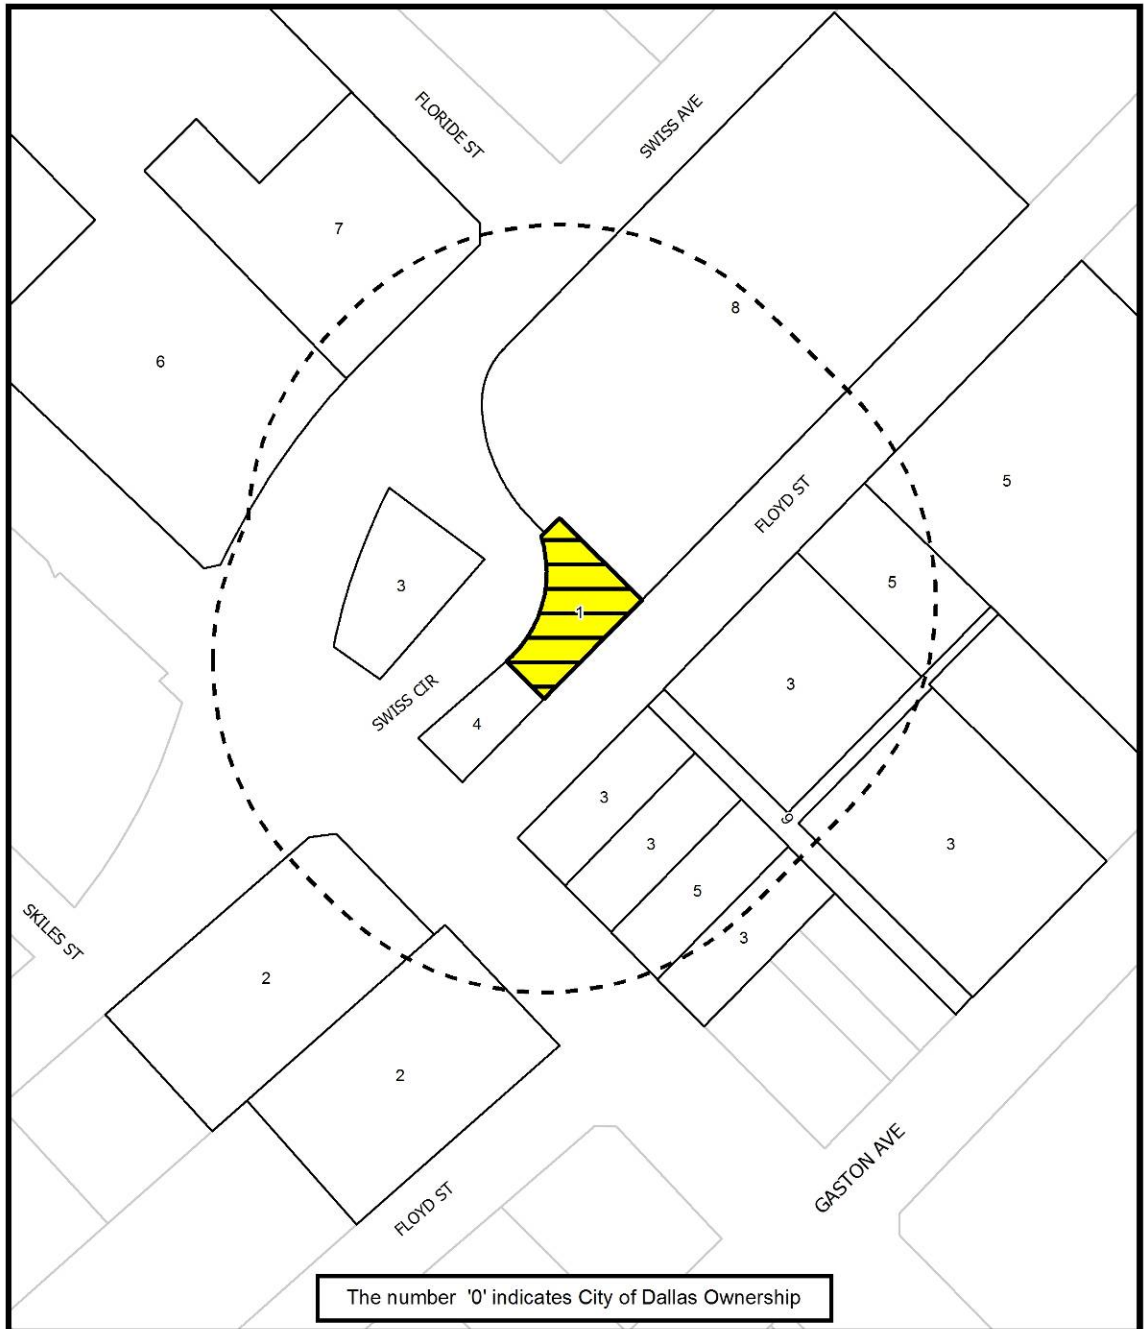 FLORIDE ST
SWISS AVE
7
8
6
5
FLOYD ST
5
3
1
3
SWISS CIR
4
3
9
3
3
5
3
SKILES ST
2
2
GASTON AVE
FLOYD ST
The number '0' indicates City of Dallas Ownership